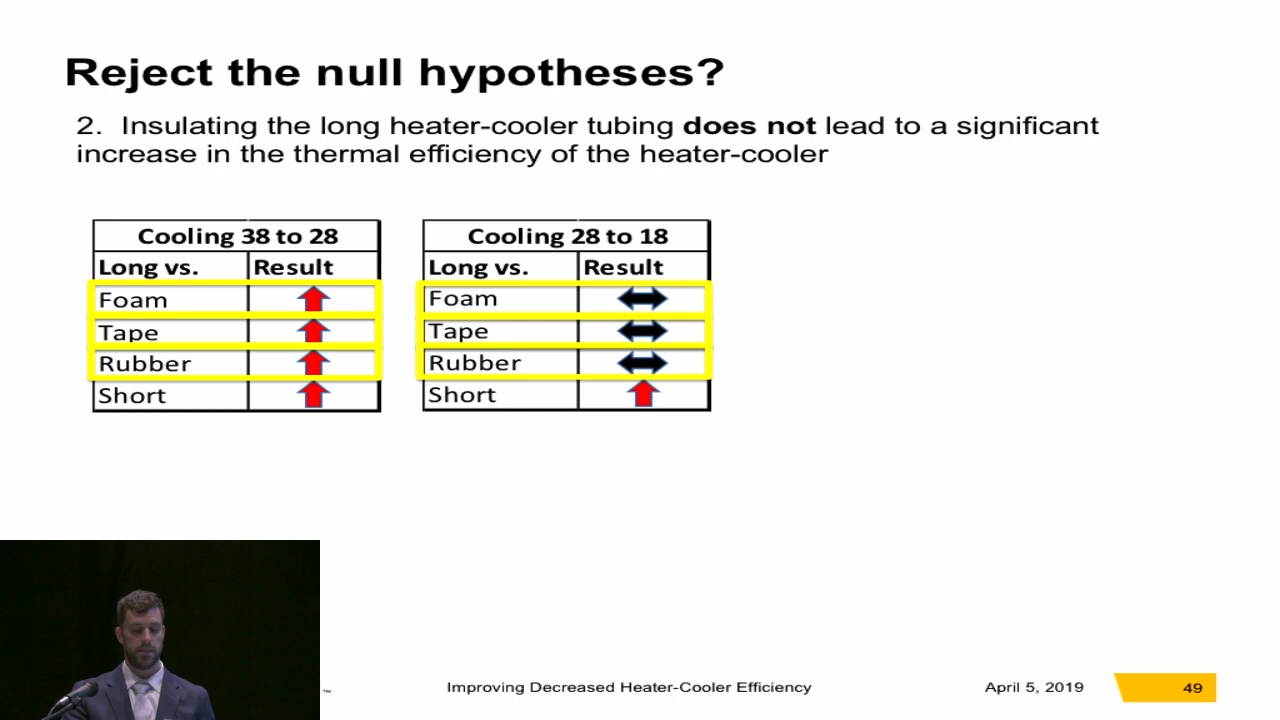 Reject the null hypotheses?
2. Insulating the long heater-cooler tubing does not lead to a significant
increase in the thermal efficiency of the heater-cooler
Cooling 38 to 28
Long vs. Result
Foam
Tape
Rubber
Short
Cooling 28 to 18
Long vs. Result
Foam
Tape
Rubber
Short
™
Improving Decreased Heater-Cooler Efficiency
April 5, 2019
49